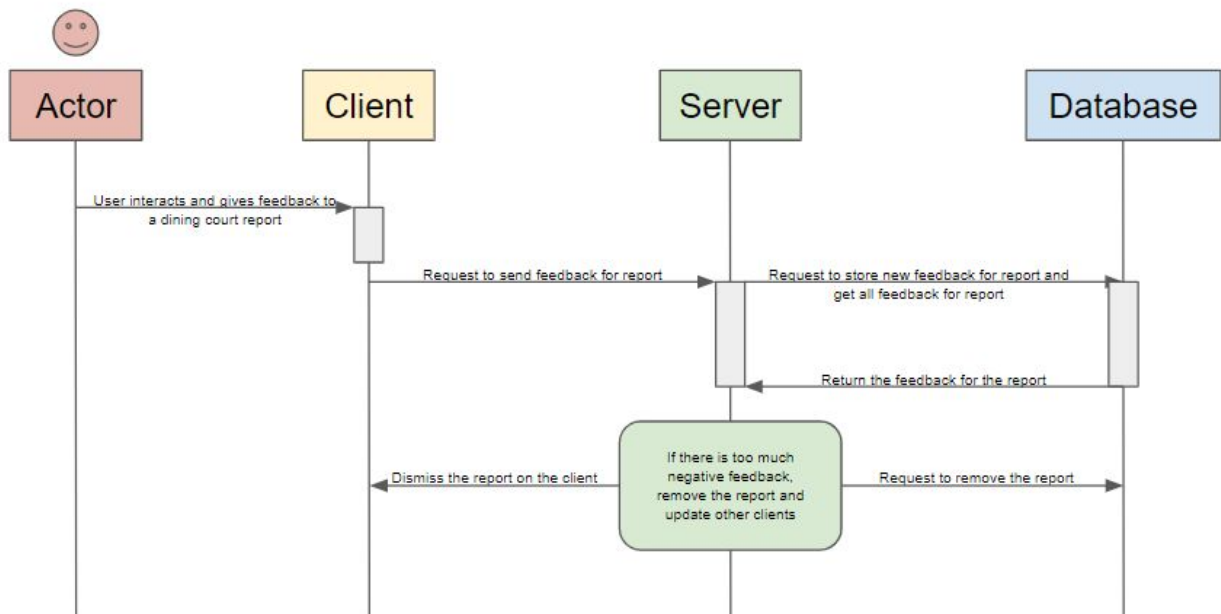 Actor
Client
Server
Database
User interacts and gives feedback to
a dining court report
Request to send feedback for report
Request to store new feedback for report and
get all feedback for report
Return the feedback for the report
If there is too much
negative feedback,
remove the report and
update other clients
Dismiss the report on the client
Request to remove the report